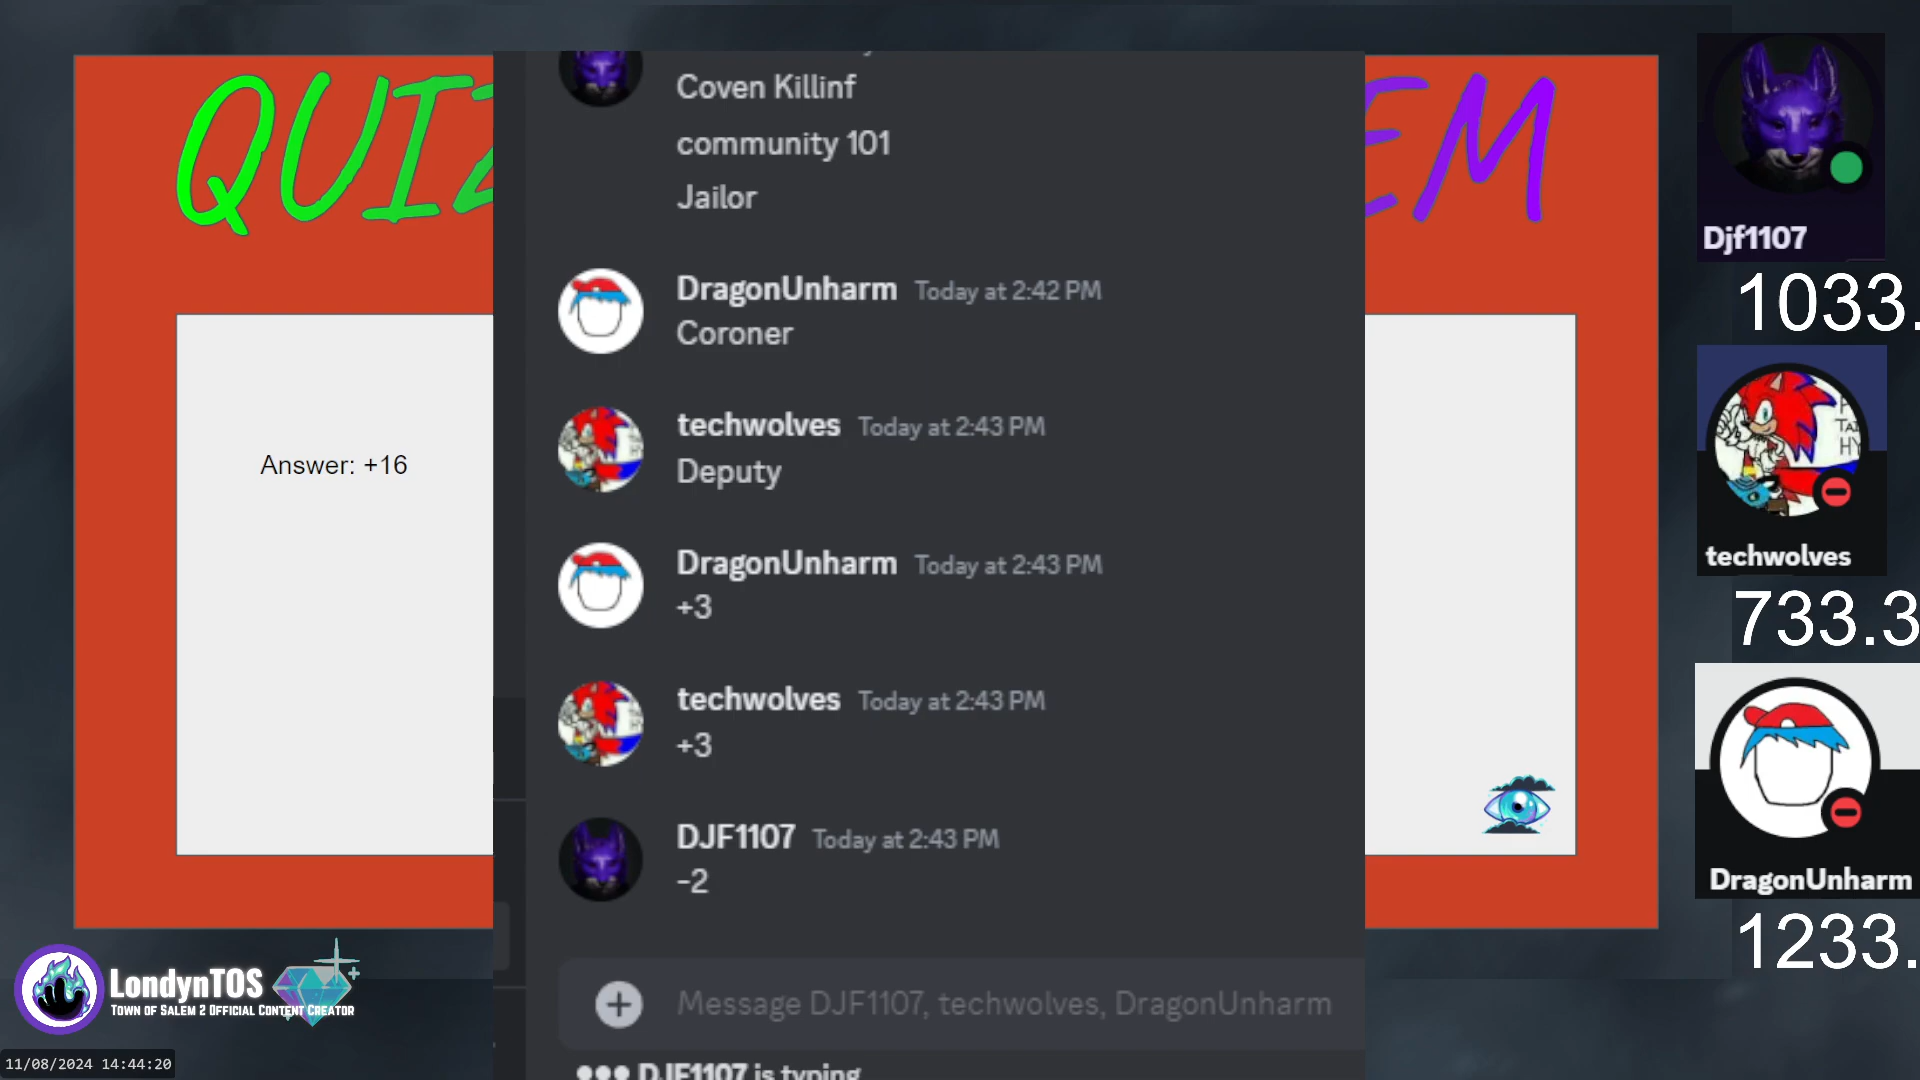 QUIZ
EM
Answer: +16
Coven Killinf
community 101
Jailor
DragonUnharm Today at 2:42 PM
Coroner
techwolves Today at 2:43 PM
Deputy
DragonUnharm Today at 2:43 PM
+3
techwolves Today at 2:43 PM
+3
DJF1107 Today at 2:43 PM
-2
Message DJF1107, techwolves, DragonUnharm
DJF1107 is typing
Djf1107
1033.
techwolves
733.3
DragonUnharm
1233.
LondynTOS
Town of Salem 2 Official Content Creator
11/08/2024 14:44:20